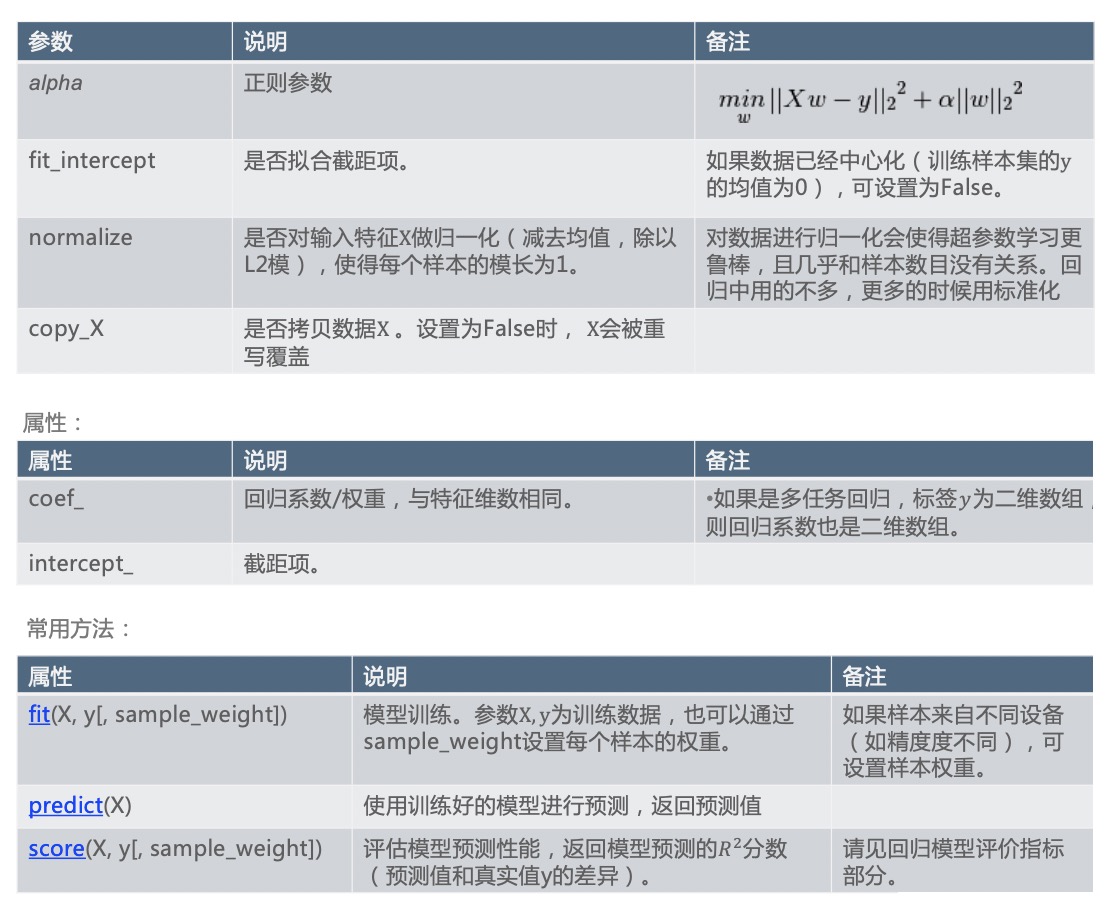 参数 说明 备注
alpha 正则参数 min_w ||Xw − y||₂² + α||w||₂²
fit_intercept 是否拟合截距项。 如果数据已经中心化（训练样本集的y
的均值为0），可设置为False。
normalize 是否对输入特征X做归一化（减去均值，除以 对数据进行归一化会使得超参数学习更
L2模），使得每个样本的模长为1。 鲁棒，且几乎和样本数目没有关系。回
归中用的不多，更多的时候用标准化
copy_X 是否拷贝数据X 。设置为False时， X会被重
写覆盖
属性：
属性 说明 备注
coef_ 回归系数/权重，与特征维数相同。 •如果是多任务回归，标签y为二维数组，
则回归系数也是二维数组。
intercept_ 截距项。
常用方法：
属性 说明 备注
fit(X, y[, sample_weight]) 模型训练。参数X,y为训练数据，也可以通过 如果样本来自不同设备
sample_weight设置每个样本的权重。 （如精度度不同），可
设置样本权重。
predict(X) 使用训练好的模型进行预测，返回预测值
score(X, y[, sample_weight]) 评估模型预测性能，返回模型预测的R²分数 请见回归模型评价指标
（预测值和真实值y的差异）。 部分。